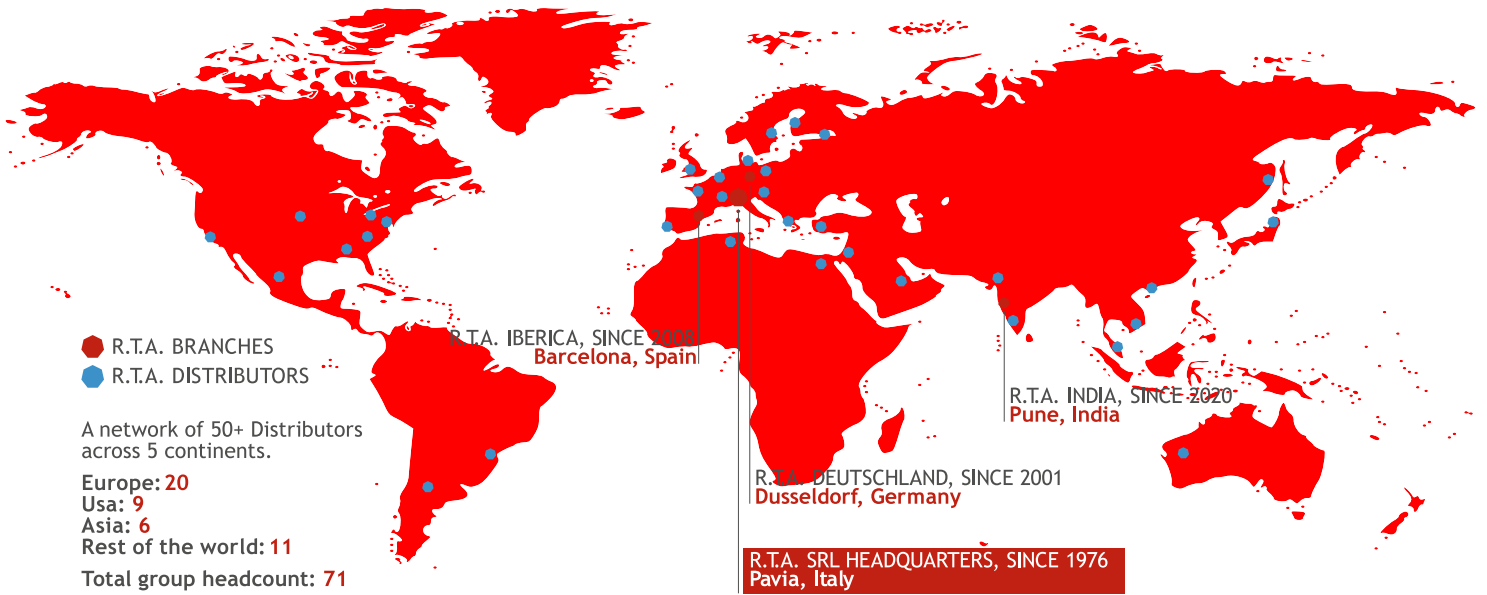 R.T.A. IBERICA, SINCE 2008
Barcelona, Spain
R.T.A. BRANCHES
R.T.A. DISTRIBUTORS
A network of 50+ Distributors
across 5 continents.
Europe: 20
Usa: 9
Asia: 6
Rest of the world: 11
Total group headcount: 71
R.T.A. INDIA, SINCE 2020
Pune, India
R.T.A. DEUTSCHLAND, SINCE 2001
Dusseldorf, Germany
R.T.A. SRL HEADQUARTERS, SINCE 1976
Pavia, Italy